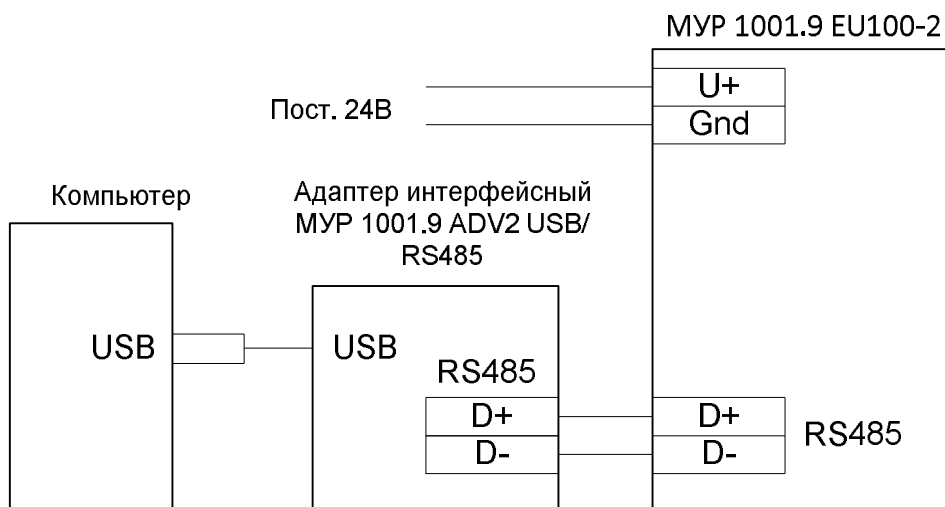 МУР 1001.9 EU100-2
U+
Пост. 24В
Gnd
Компьютер
Адаптер интерфейсный
МУР 1001.9 ADV2 USB/
RS485
USB
USB
RS485
D+
D-
D+
D-
RS485